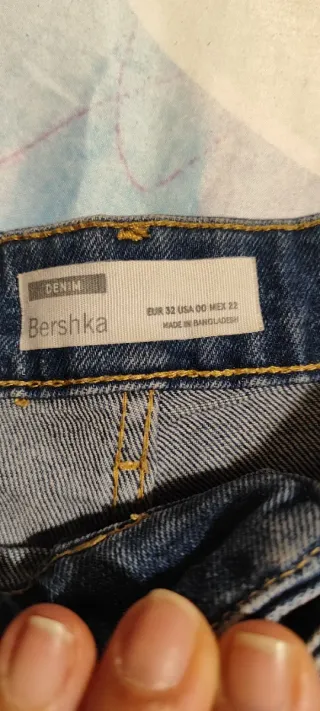 DENIM
Bershka
EUR 32 USA 00 MEX 22
MADE IN BANGLADESH